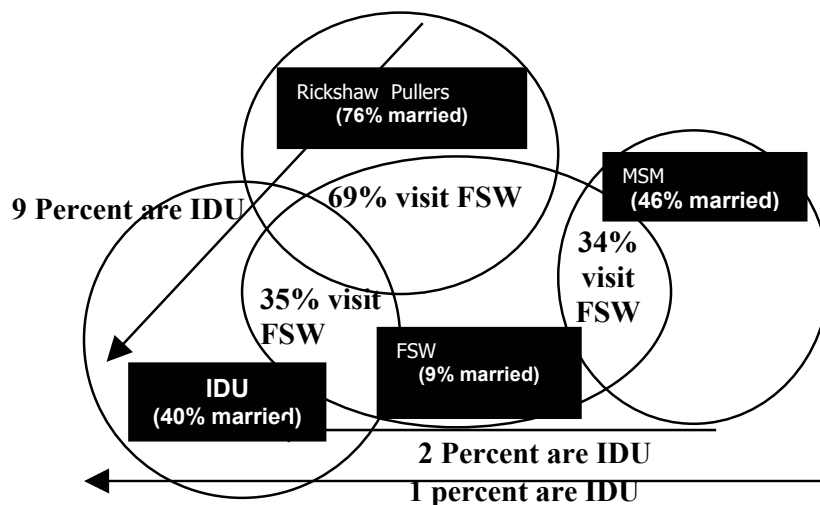 Rickshaw Pullers
(76% married)
MSM
(46% married)
9 Percent are IDU
69% visit FSW
34%
visit
FSW
35% visit
FSW
FSW
(9% married)
IDU
(40% married)
2 Percent are IDU
1 percent are IDU